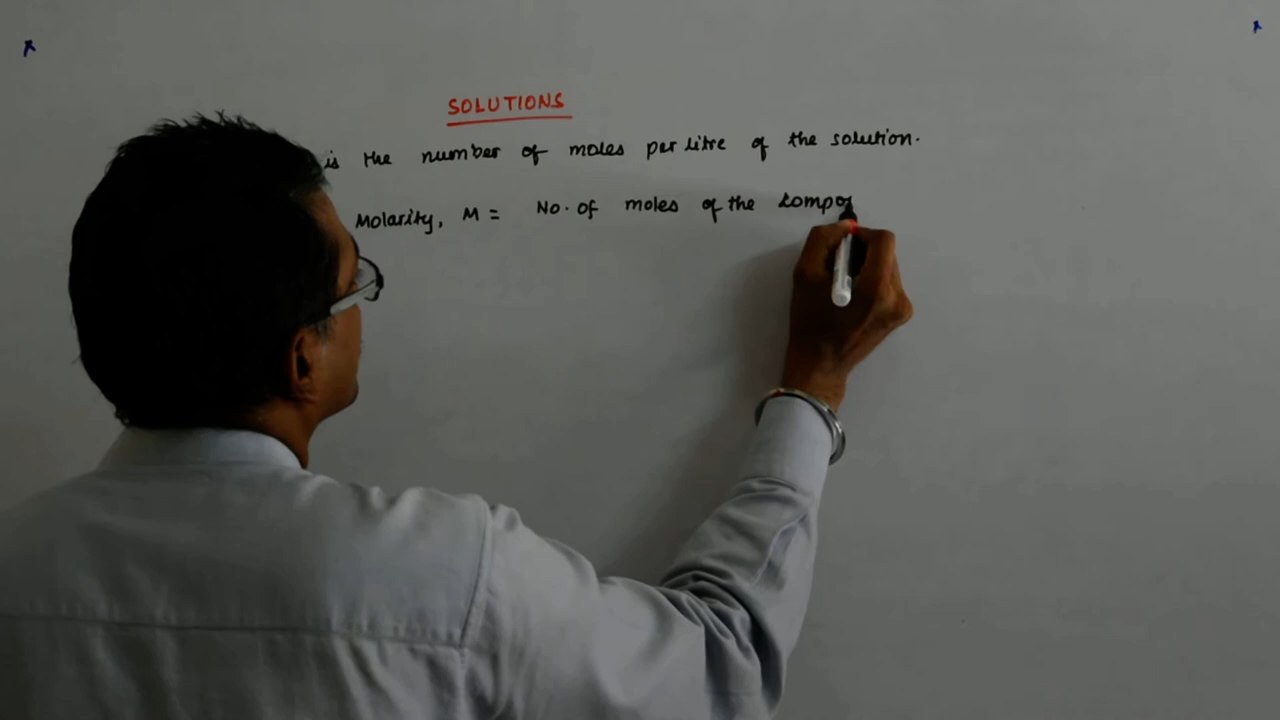 SOLUTIONS
is the number of moles per litre of the solution.
Molarity, M = No. of moles of the compo